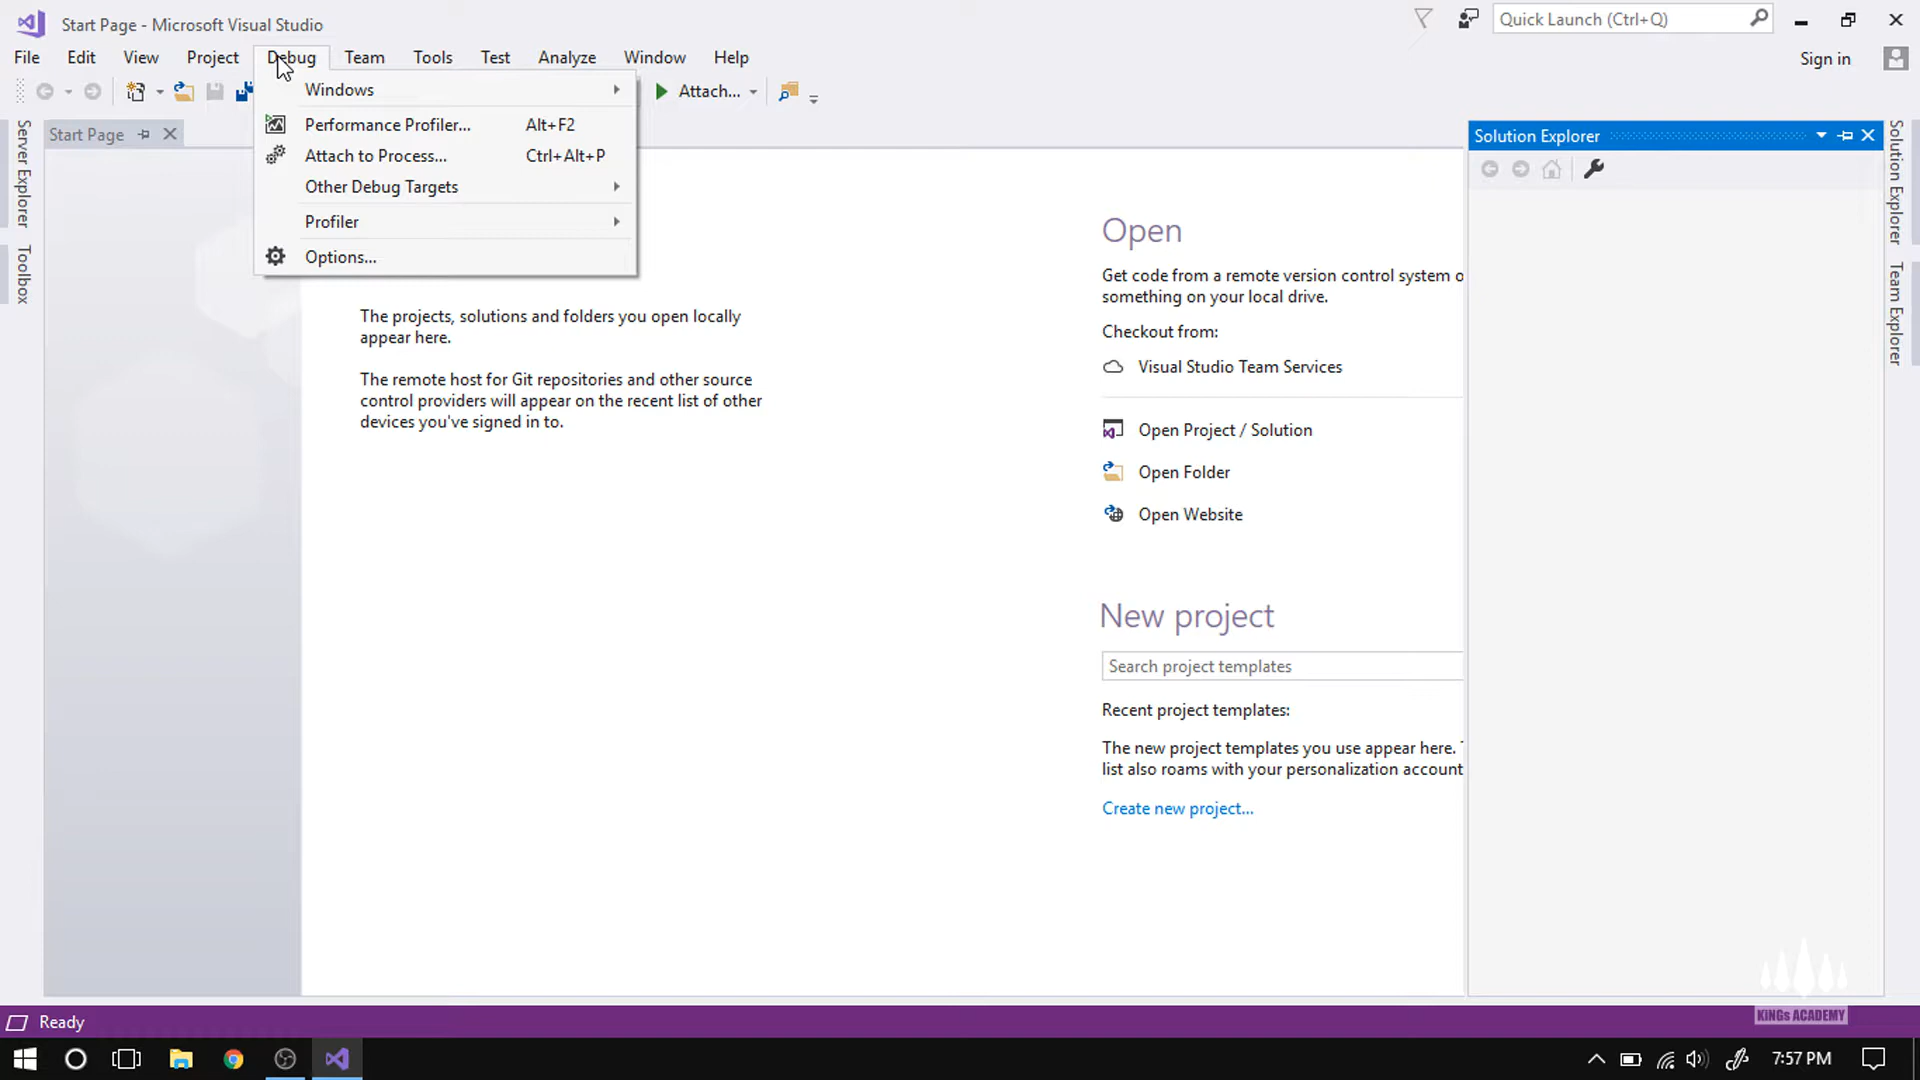 Start Page - Microsoft Visual Studio
Quick Launch (Ctrl+Q)
File Edit View Project Debug Team Tools Test Analyze Window Help
Sign in
Attach...
Windows
Performance Profiler... Alt+F2
Attach to Process... Ctrl+Alt+P
Other Debug Targets
Profiler
Options...
Server Explorer
Toolbox
Start Page
The projects, solutions and folders you open locally
appear here.
The remote host for Git repositories and other source
control providers will appear on the recent list of other
devices you've signed in to.
Open
Get code from a remote version control system o
something on your local drive.
Checkout from:
Visual Studio Team Services
Open Project / Solution
Open Folder
Open Website
New project
Search project templates
Recent project templates:
The new project templates you use appear here.
list also roams with your personalization account
Create new project...
Solution Explorer
Solution Explorer
Team Explorer
KINGs ACADEMY
Ready
7:57 PM